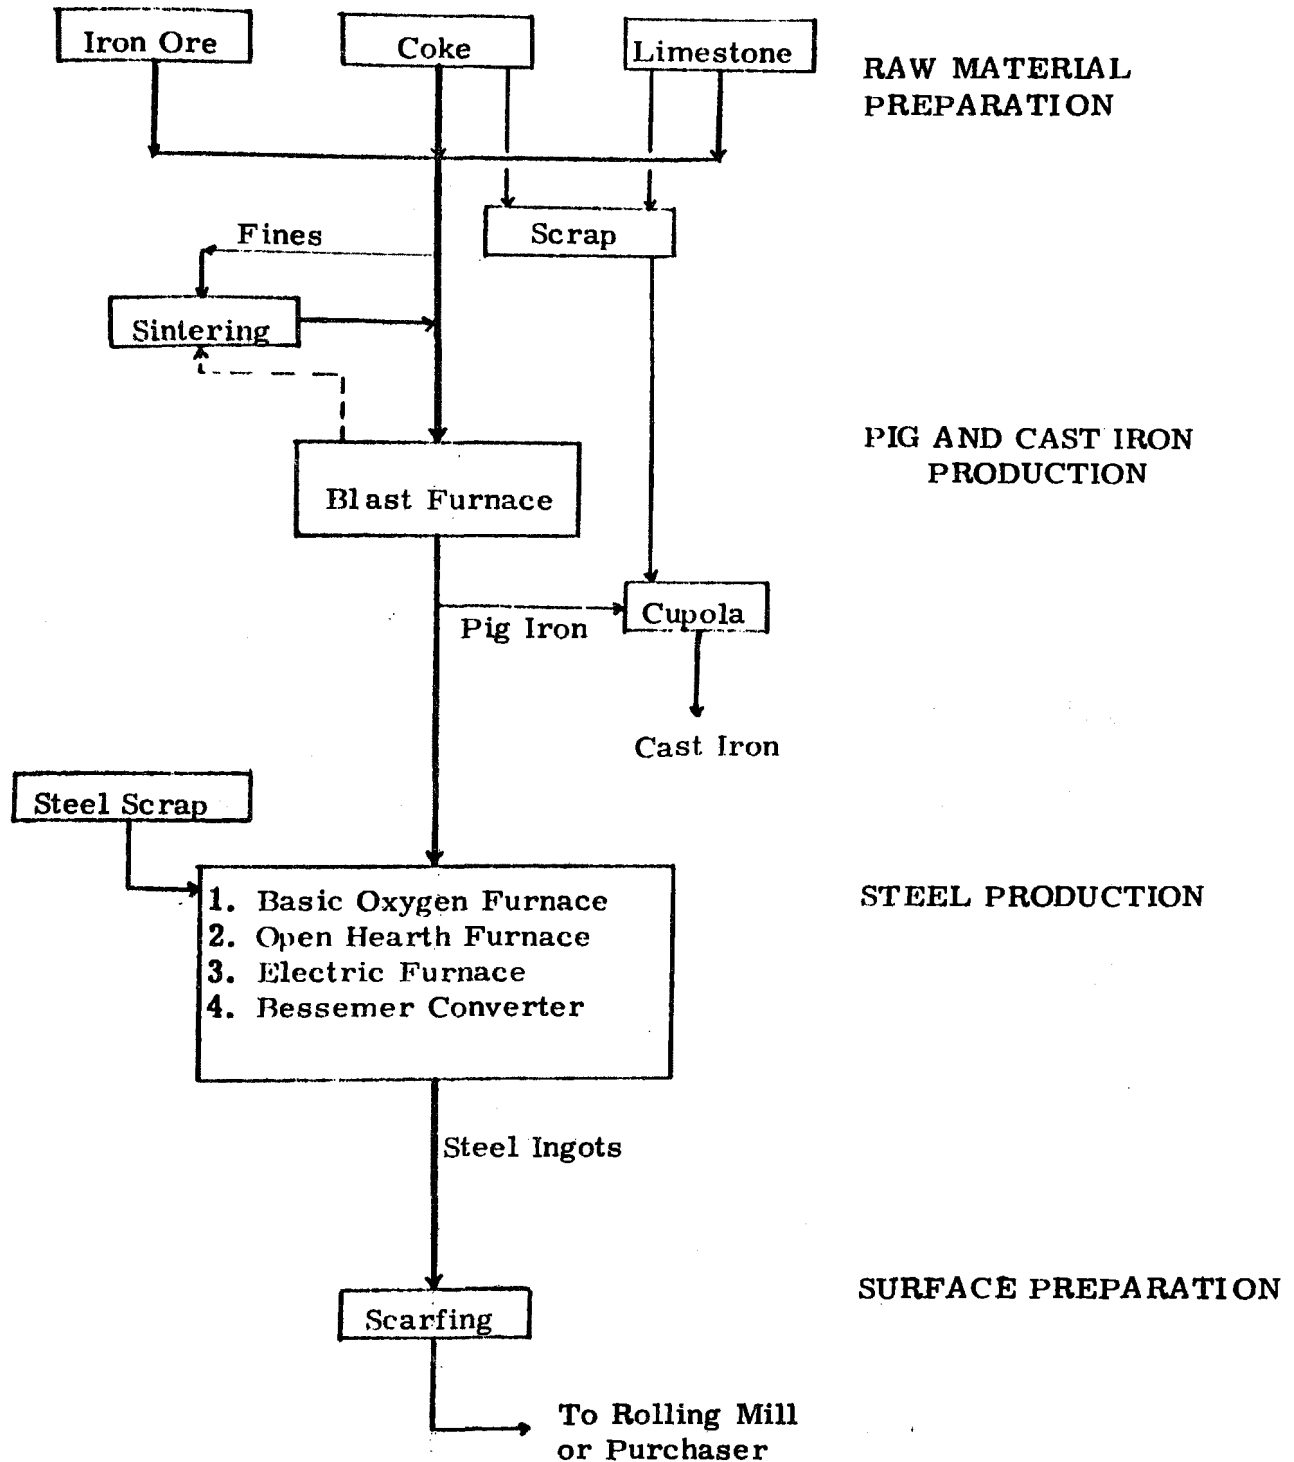 Iron Ore
Coke
Limestone
RAW MATERIAL
PREPARATION
Fines
Scrap
Sintering
Blast Furnace
PIG AND CAST IRON
PRODUCTION
Pig Iron
Cupola
Cast Iron
Steel Scrap
1. Basic Oxygen Furnace
2. Open Hearth Furnace
3. Electric Furnace
4. Bessemer Converter
STEEL PRODUCTION
Steel Ingots
Scarfing
SURFACE PREPARATION
To Rolling Mill
or Purchaser